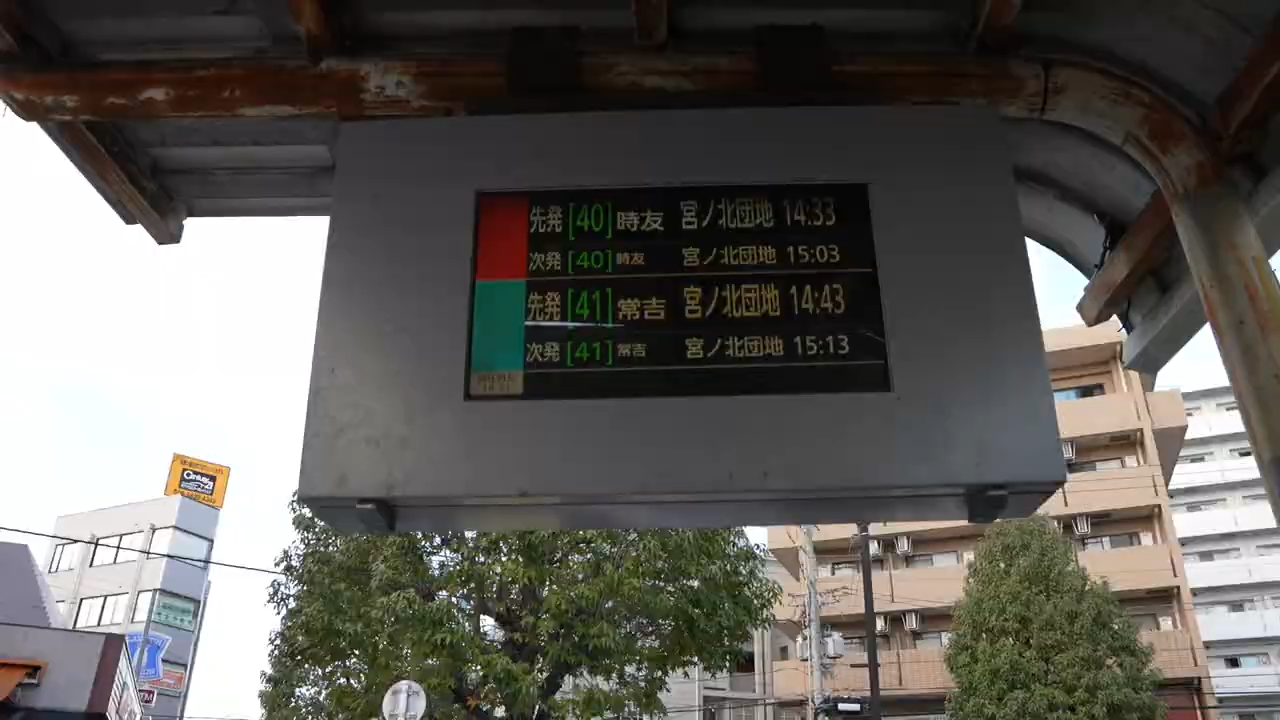 先発 [40] 時友 宮ノ北団地 14:33
次発 [40] 時友 宮ノ北団地 15:03
先発 [41] 常吉 宮ノ北団地 14:43
次発 [41] 常吉 宮ノ北団地 15:13
Century 21